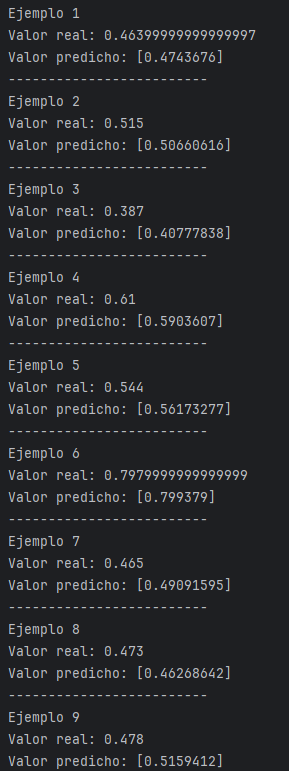 Ejemplo 1
Valor real: 0.46399999999999997
Valor predicho: [0.4743676]
-------------------------
Ejemplo 2
Valor real: 0.515
Valor predicho: [0.50660616]
-------------------------
Ejemplo 3
Valor real: 0.387
Valor predicho: [0.40777838]
-------------------------
Ejemplo 4
Valor real: 0.61
Valor predicho: [0.5903607]
-------------------------
Ejemplo 5
Valor real: 0.544
Valor predicho: [0.56173277]
-------------------------
Ejemplo 6
Valor real: 0.7979999999999999
Valor predicho: [0.799379]
-------------------------
Ejemplo 7
Valor real: 0.465
Valor predicho: [0.49091595]
-------------------------
Ejemplo 8
Valor real: 0.473
Valor predicho: [0.46268642]
-------------------------
Ejemplo 9
Valor real: 0.478
Valor predicho: [0.5159412]